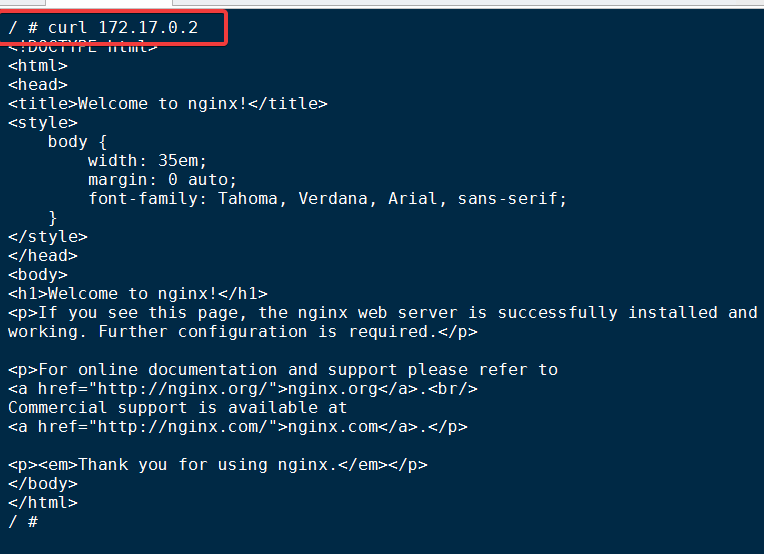 / # curl 172.17.0.2
<!DOCTYPE html>
<html>
<head>
<title>Welcome to nginx!</title>
<style>
    body {
        width: 35em;
        margin: 0 auto;
        font-family: Tahoma, Verdana, Arial, sans-serif;
    }
</style>
</head>
<body>
<h1>Welcome to nginx!</h1>
<p>If you see this page, the nginx web server is successfully installed and
working. Further configuration is required.</p>

<p>For online documentation and support please refer to
<a href="http://nginx.org/">nginx.org</a>.<br/>
Commercial support is available at
<a href="http://nginx.com/">nginx.com</a>.</p>

<p><em>Thank you for using nginx.</em></p>
</body>
</html>
/ #